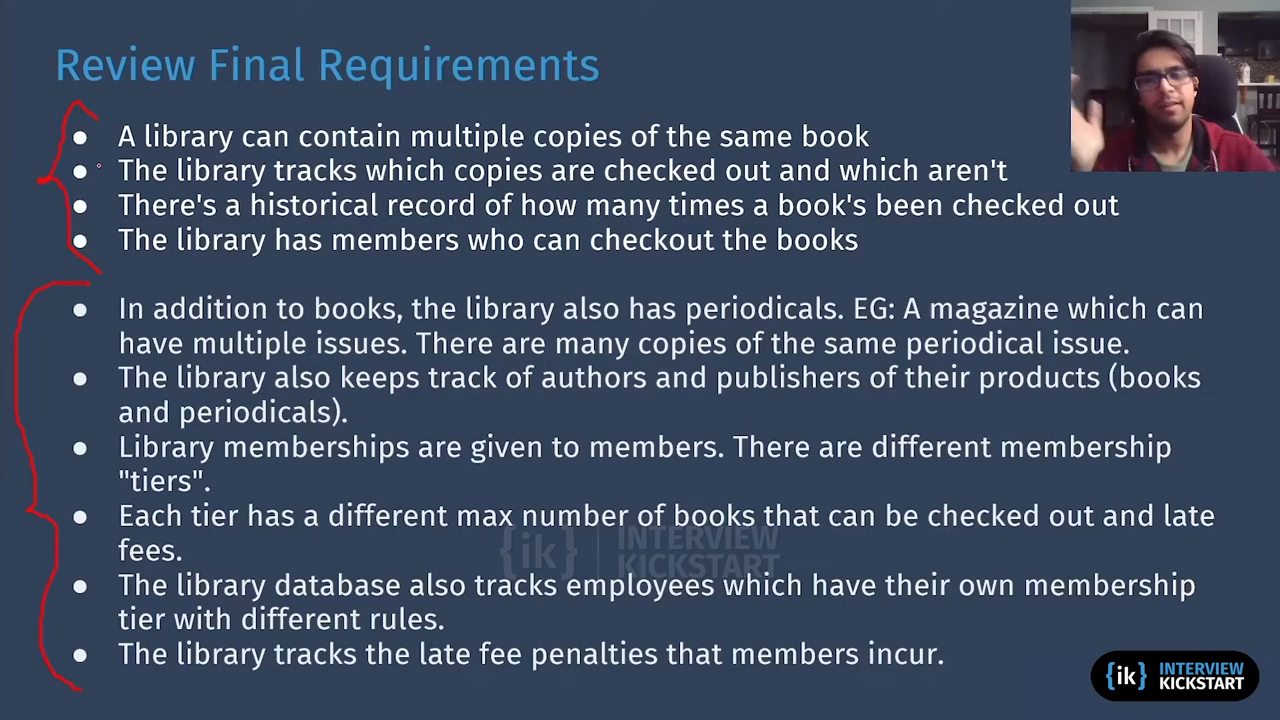 Review Final Requirements
● A library can contain multiple copies of the same book
● The library tracks which copies are checked out and which aren't
● There's a historical record of how many times a book's been checked out
● The library has members who can checkout the books
● In addition to books, the library also has periodicals. EG: A magazine which can
have multiple issues. There are many copies of the same periodical issue.
● The library also keeps track of authors and publishers of their products (books
and periodicals).
● Library memberships are given to members. There are different membership
"tiers".
● Each tier has a different max number of books that can be checked out and late
fees.
● The library database also tracks employees which have their own membership
tier with different rules.
● The library tracks the late fee penalties that members incur.
{ik} INTERVIEW
KICKSTART
{ik} INTERVIEW
KICKSTART